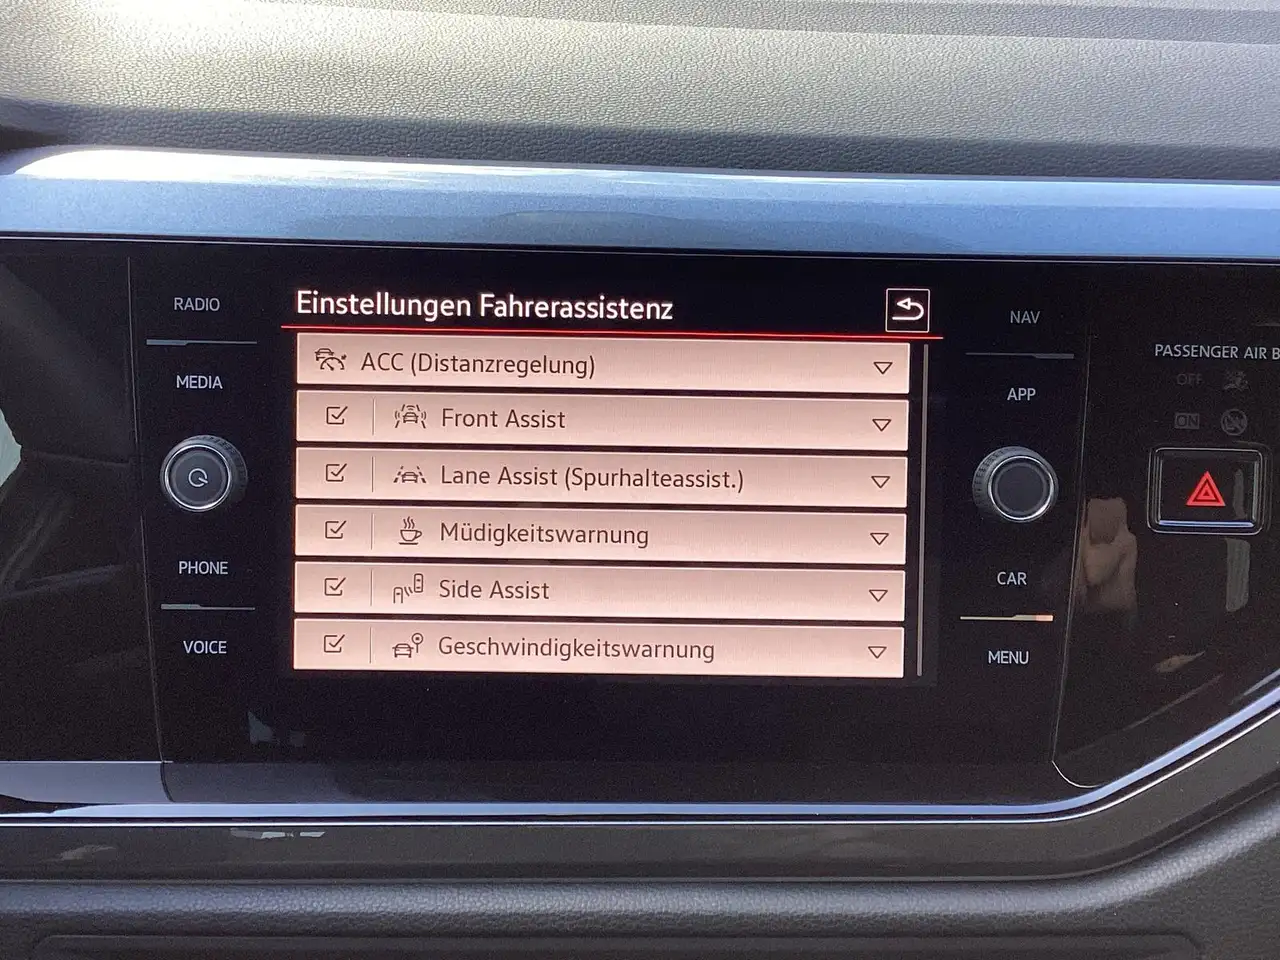 RADIO
MEDIA
PHONE
VOICE
Einstellungen Fahrerassistenz
ACC (Distanzregelung)
Front Assist
Lane Assist (Spurhalteassist.)
Müdigkeitswarnung
Side Assist
Geschwindigkeitswarnung
NAV
APP
CAR
MENU
PASSENGER AIR B
OFF
ON